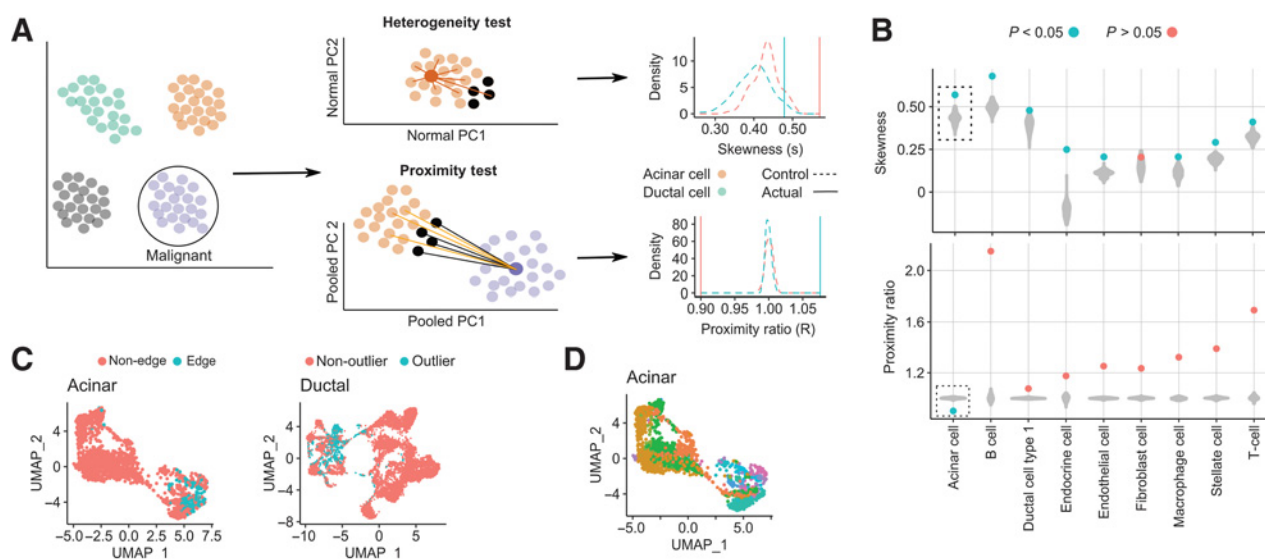 A
Malignant
Heterogeneity test
Normal PC2
Normal PC1
Proximity test
Pooled PC 2
Pooled PC1
Density
10
5
0
0.30
0.40
0.50
Skewness (s)
Acinar cell
Ductal cell
Control
Actual
Density
80
60
40
20
0
0.90
0.95
1.00
1.05
Proximity ratio (R)
B
P < 0.05
P > 0.05
Skewness
0.50
0.25
0
Proximity ratio
2.0
1.6
1.2
Acinar cell
B cell
Ductal cell type 1
Endocrine cell
Endothelial cell
Fibroblast cell
Macrophage cell
Stellate cell
T-cell
C
Non-edge
Edge
Acinar
UMAP_2
4
0
−4
−5.0
−2.5
0.0
2.5
5.0
7.5
UMAP_1
Non-outlier
Outlier
Ductal
UMAP_2
4
0
−4
−8
−10
−5
0
5
UMAP_1
D
Acinar
UMAP_2
4
0
−4
−5.0
−2.5
0.0
2.5
5.0
7.5
UMAP_1